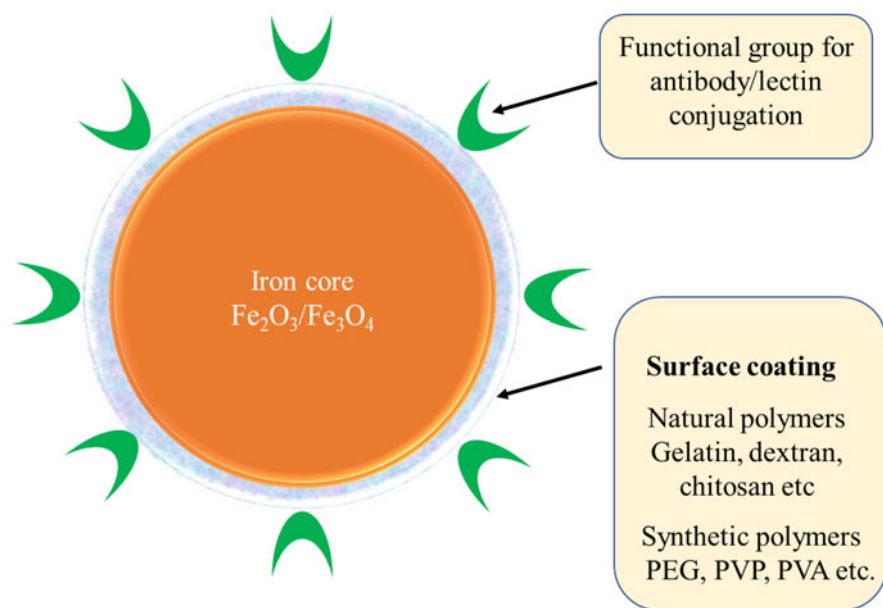 Functional group for
antibody/lectin
conjugation
Iron core
Fe₂O₃/Fe₃O₄
Surface coating
Natural polymers
Gelatin, dextran,
chitosan etc
Synthetic polymers
PEG, PVP, PVA etc.